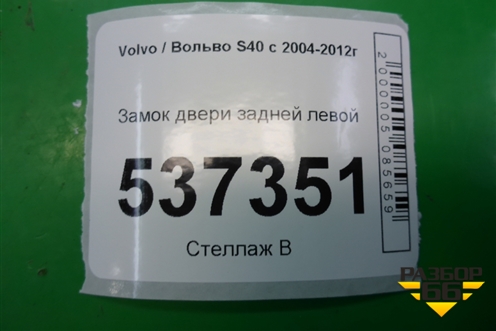 Volvo / Вольво S40 с 2004-2012г
Замок двери задней левой
537351
Стеллаж В
2000005085659
РАЗБОР
66